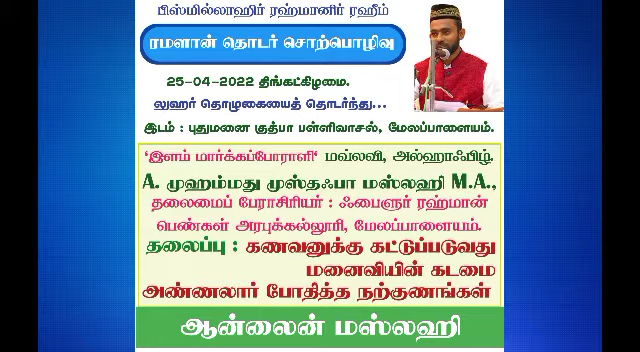 பிஸ்மில்லாஹிர் ரஹ்மானிர் ரஹீம்
ரமளான் தொடர் சொற்பொழிவு
25-04-2022 திங்கட்கிழமை.
லுஹர் தொழுகையைத் தொடர்ந்து...
இடம் : புதுமனை குத்பா பள்ளிவாசல், மேலப்பாளையம்.
'இளம் மார்க்கப்போராளி' மவ்லவி, அல்ஹாஃபிழ்.
A. முஹம்மது முஸ்தஃபா மஸ்லஹி M.A.,
தலைமைப் பேராசிரியர் : ஃபைளுர் ரஹ்மான்
பெண்கள் அரபுக்கல்லூரி, மேலப்பாளையம்.
தலைப்பு : கணவனுக்கு கட்டுப்படுவது
மனைவியின் கடமை
அண்ணலார் போதித்த நற்குணங்கள்
ஆன்லைன் மஸ்லஹி